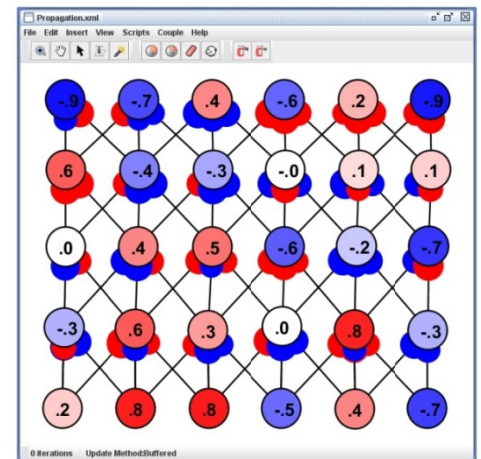 Propagation.xml
File Edit Insert View Scripts Couple Help
-.9 -.7 .4 -.6 .2 -.9
.6 -.4 -.3 -.0 .1 .1
.0 .4 .5 -.6 -.2 -.7
-.3 .6 .3 .0 .8 -.3
.2 .8 .8 -.5 .4 -.7
0 iterations Update Method:Buffered